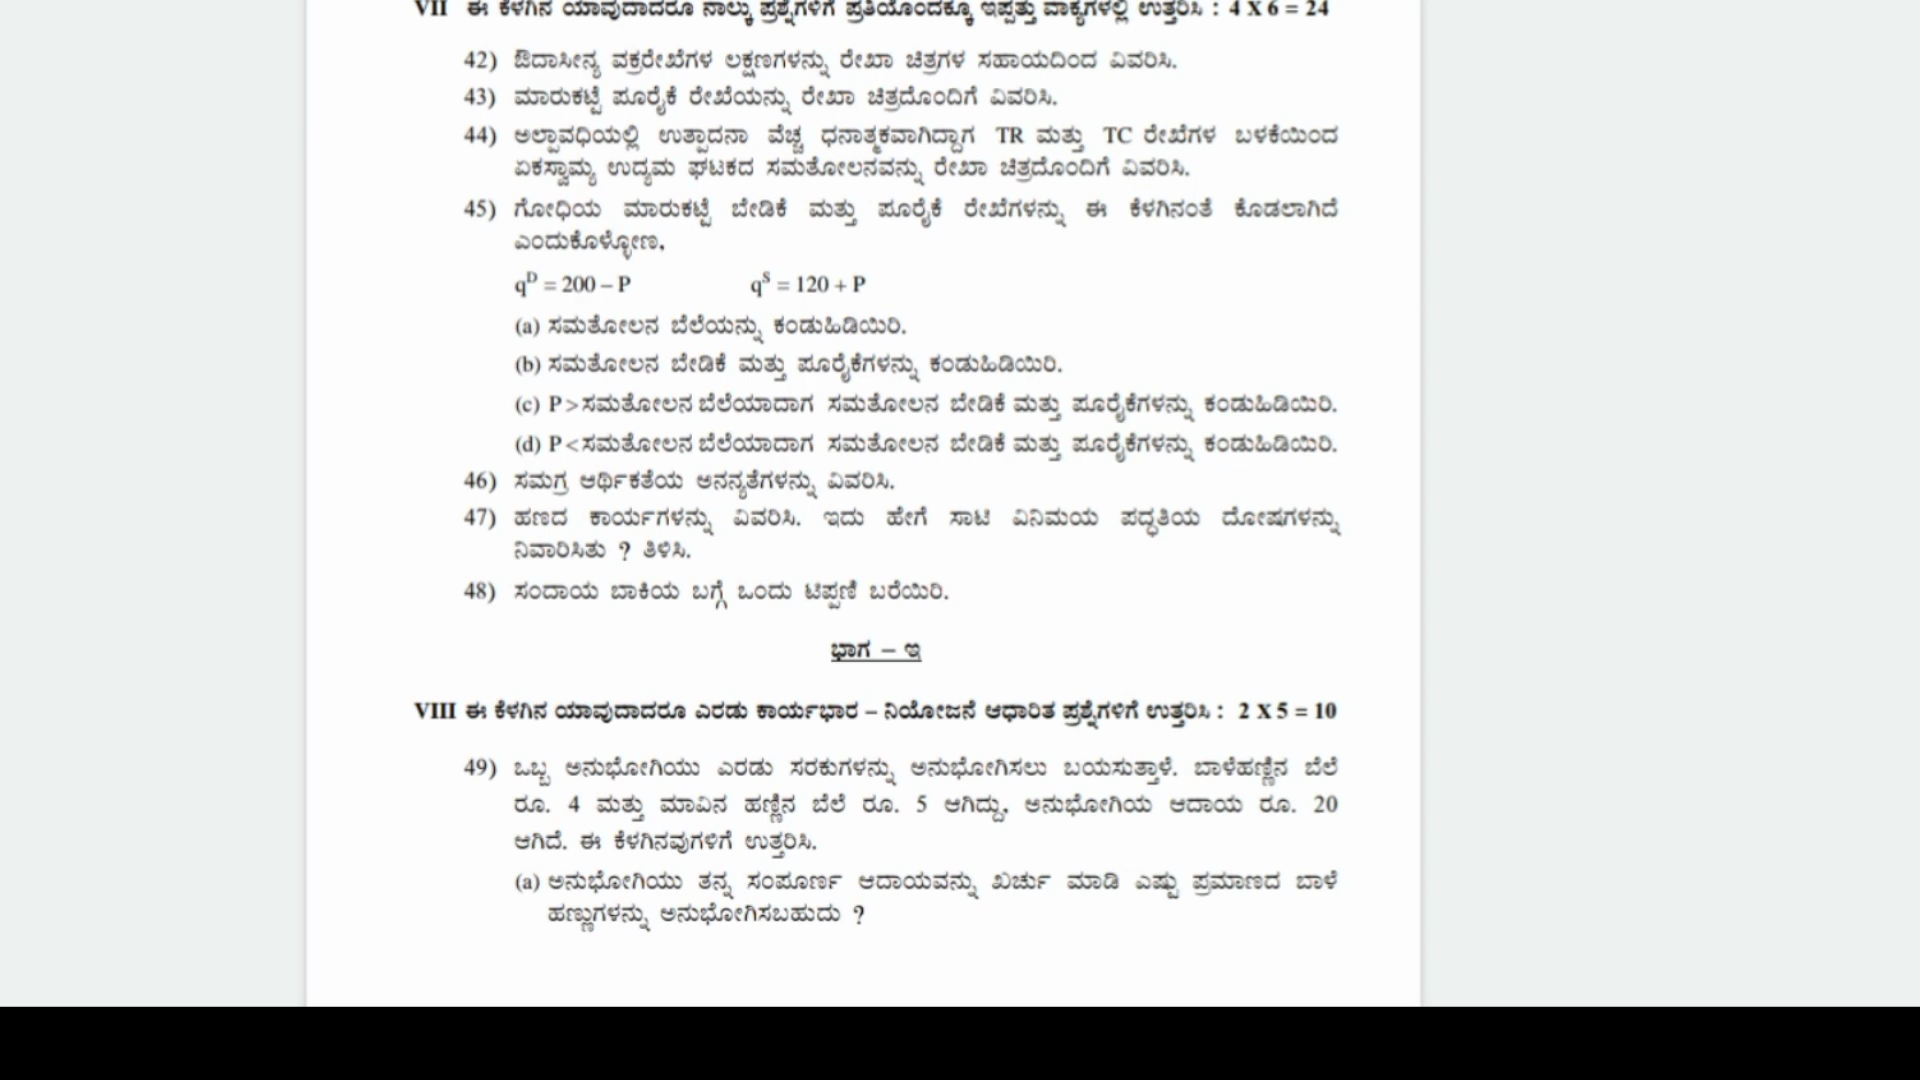 VII ಈ ಕೆಳಗಿನ ಯಾವುದಾದರೂ ನಾಲ್ಕು ಪ್ರಶ್ನೆಗಳಿಗೆ ಪ್ರತಿಯೊಂದಕ್ಕೂ ಇಪ್ಪತ್ತು ವಾಕ್ಯಗಳಲ್ಲಿ ಉತ್ತರಿಸಿ : 4 X 6 = 24
42) ಔದಾಸೀನ್ಯ ವಕ್ರರೇಖೆಗಳ ಲಕ್ಷಣಗಳನ್ನು ರೇಖಾ ಚಿತ್ರಗಳ ಸಹಾಯದಿಂದ ವಿವರಿಸಿ.
43) ಮಾರುಕಟ್ಟೆ ಪೂರೈಕೆ ರೇಖೆಯನ್ನು ರೇಖಾ ಚಿತ್ರದೊಂದಿಗೆ ವಿವರಿಸಿ.
44) ಅಲ್ಪಾವಧಿಯಲ್ಲಿ ಉತ್ಪಾದನಾ ವೆಚ್ಚ ಧನಾತ್ಮಕವಾಗಿದ್ದಾಗ TR ಮತ್ತು TC ರೇಖೆಗಳ ಬಳಕೆಯಿಂದ
ಏಕಸ್ವಾಮ್ಯ ಉದ್ಯಮ ಘಟಕದ ಸಮತೋಲನವನ್ನು ರೇಖಾ ಚಿತ್ರದೊಂದಿಗೆ ವಿವರಿಸಿ.
45) ಗೋಧಿಯ ಮಾರುಕಟ್ಟೆ ಬೇಡಿಕೆ ಮತ್ತು ಪೂರೈಕೆ ರೇಖೆಗಳನ್ನು ಈ ಕೆಳಗಿನಂತೆ ಕೊಡಲಾಗಿದೆ
ಎಂದುಕೊಳ್ಳೋಣ,
q^D = 200 – P q^S = 120 + P
(a) ಸಮತೋಲನ ಬೆಲೆಯನ್ನು ಕಂಡುಹಿಡಿಯಿರಿ.
(b) ಸಮತೋಲನ ಬೇಡಿಕೆ ಮತ್ತು ಪೂರೈಕೆಗಳನ್ನು ಕಂಡುಹಿಡಿಯಿರಿ.
(c) P > ಸಮತೋಲನ ಬೆಲೆಯಾದಾಗ ಸಮತೋಲನ ಬೇಡಿಕೆ ಮತ್ತು ಪೂರೈಕೆಗಳನ್ನು ಕಂಡುಹಿಡಿಯಿರಿ.
(d) P < ಸಮತೋಲನ ಬೆಲೆಯಾದಾಗ ಸಮತೋಲನ ಬೇಡಿಕೆ ಮತ್ತು ಪೂರೈಕೆಗಳನ್ನು ಕಂಡುಹಿಡಿಯಿರಿ.
46) ಸಮಗ್ರ ಆರ್ಥಿಕತೆಯ ಅನನ್ಯತೆಗಳನ್ನು ವಿವರಿಸಿ.
47) ಹಣದ ಕಾರ್ಯಗಳನ್ನು ವಿವರಿಸಿ. ಇದು ಹೇಗೆ ಸಾಟಿ ವಿನಿಮಯ ಪದ್ಧತಿಯ ದೋಷಗಳನ್ನು
ನಿವಾರಿಸಿತು ? ತಿಳಿಸಿ.
48) ಸಂದಾಯ ಬಾಕಿಯ ಬಗ್ಗೆ ಒಂದು ಟಿಪ್ಪಣಿ ಬರೆಯಿರಿ.
ಭಾಗ – ಇ
VIII ಈ ಕೆಳಗಿನ ಯಾವುದಾದರೂ ಎರಡು ಕಾರ್ಯಭಾರ – ನಿಯೋಜನೆ ಆಧಾರಿತ ಪ್ರಶ್ನೆಗಳಿಗೆ ಉತ್ತರಿಸಿ : 2 X 5 = 10
49) ಒಬ್ಬ ಅನುಭೋಗಿಯು ಎರಡು ಸರಕುಗಳನ್ನು ಅನುಭೋಗಿಸಲು ಬಯಸುತ್ತಾಳೆ. ಬಾಳೆಹಣ್ಣಿನ ಬೆಲೆ
ರೂ. 4 ಮತ್ತು ಮಾವಿನ ಹಣ್ಣಿನ ಬೆಲೆ ರೂ. 5 ಆಗಿದ್ದು, ಅನುಭೋಗಿಯ ಆದಾಯ ರೂ. 20
ಆಗಿದೆ. ಈ ಕೆಳಗಿನವುಗಳಿಗೆ ಉತ್ತರಿಸಿ.
(a) ಅನುಭೋಗಿಯು ತನ್ನ ಸಂಪೂರ್ಣ ಆದಾಯವನ್ನು ಖರ್ಚು ಮಾಡಿ ಎಷ್ಟು ಪ್ರಮಾಣದ ಬಾಳೆ
ಹಣ್ಣುಗಳನ್ನು ಅನುಭೋಗಿಸಬಹುದು ?